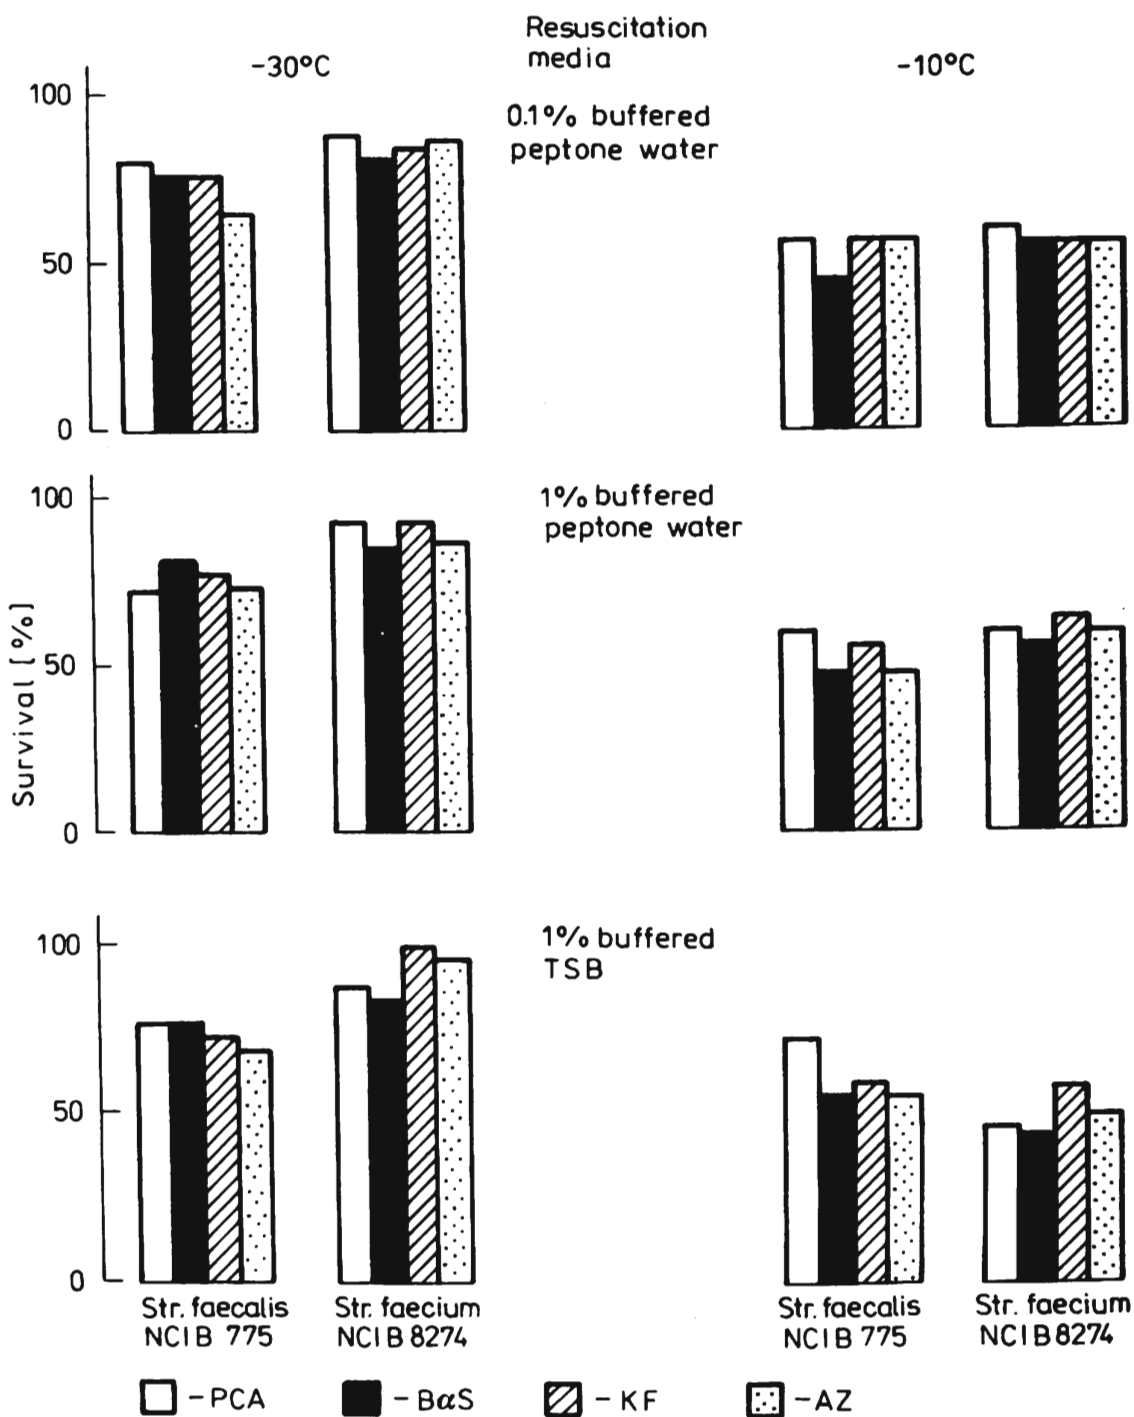 Resuscitation
media
-30°C
-10°C
0.1% buffered
peptone water
100
50
0
1% buffered
peptone water
100
50
0
Survival [%]
1% buffered
TSB
100
50
0
Str. faecalis
NCIB 775
Str. faecium
NCIB 8274
Str. faecalis
NCIB 775
Str. faecium
NCIB 8274
-PCA
-BαS
-KF
-AZ